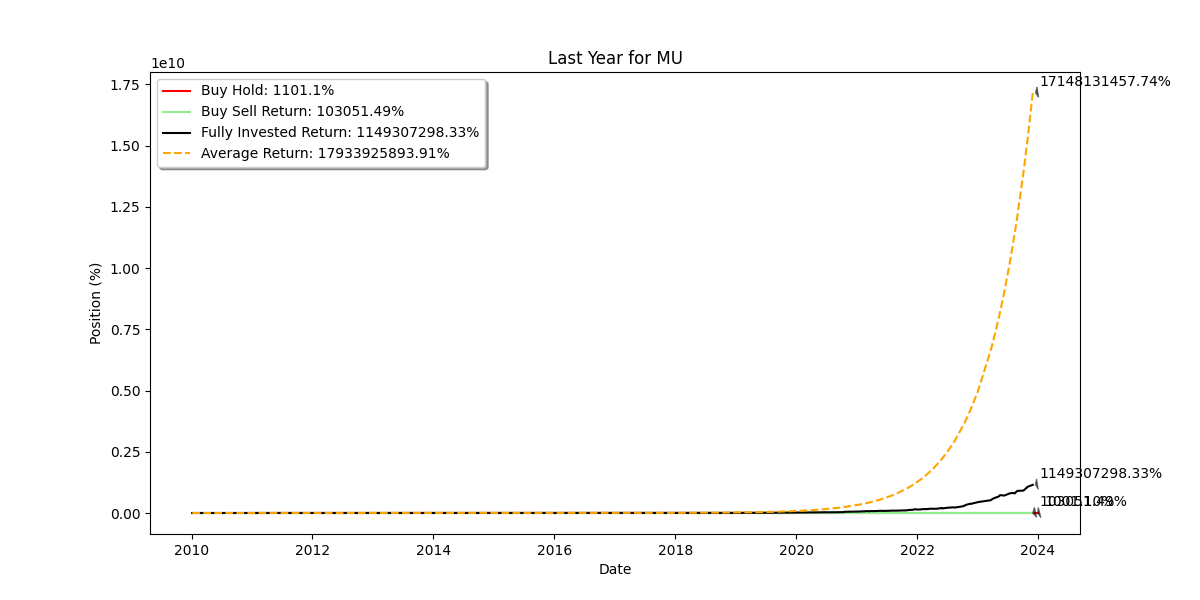 Last Year for MU
1e10
Buy Hold: 1101.1%
Buy Sell Return: 103051.49%
Fully Invested Return: 1149307298.33%
Average Return: 17933925893.91%
17148131457.74%
1149307298.33%
1.75
1.50
1.25
1.00
0.75
0.50
0.25
0.00
Position (%)
2010 2012 2014 2016 2018 2020 2022 2024
Date